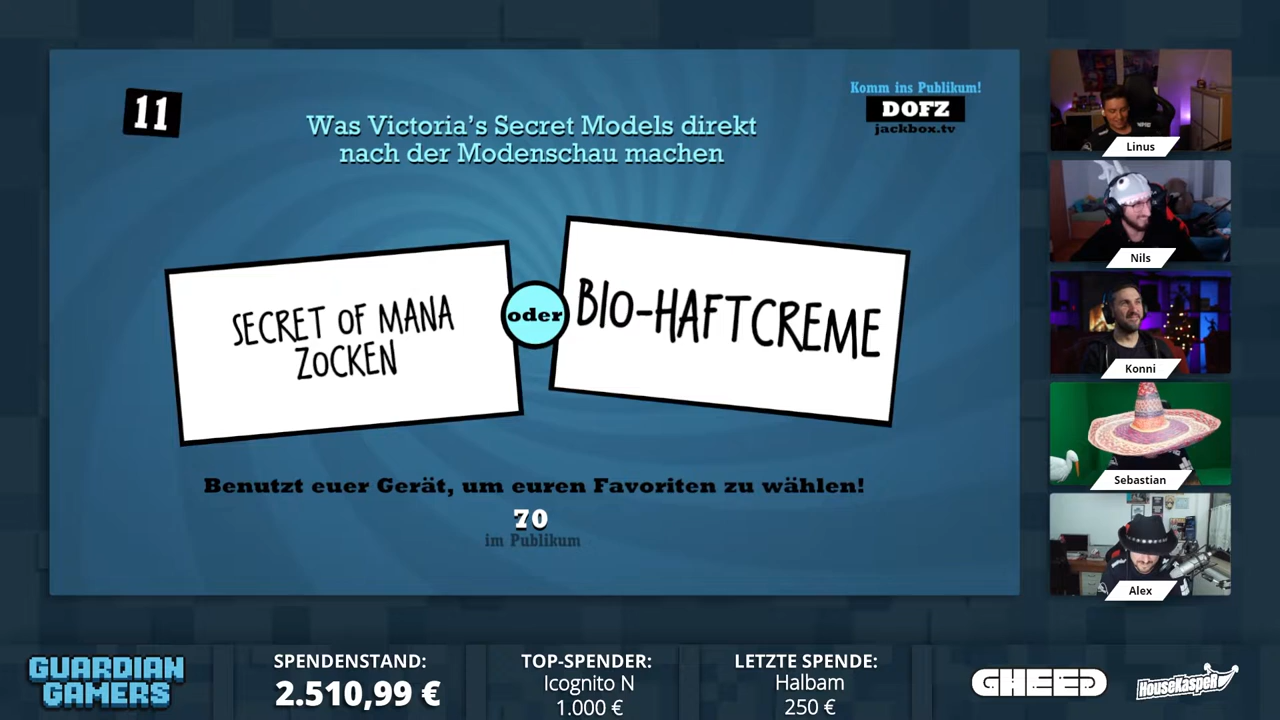 11
Komm ins Publikum!
DOFZ
jackbox.tv
Was Victoria's Secret Models direkt
nach der Modenschau machen
SECRET OF MANA
ZOCKEN
oder
BIO-HAFTCREME
Benutzt euer Gerät, um euren Favoriten zu wählen!
70
im Publikum
Linus
Nils
Konni
Sebastian
Alex
GUARDIAN
GAMERS
SPENDENSTAND:
2.510,99 €
TOP-SPENDER:
Icognito N
1.000 €
LETZTE SPENDE:
Halbam
250 €
GHEED
HOUSEKASPER